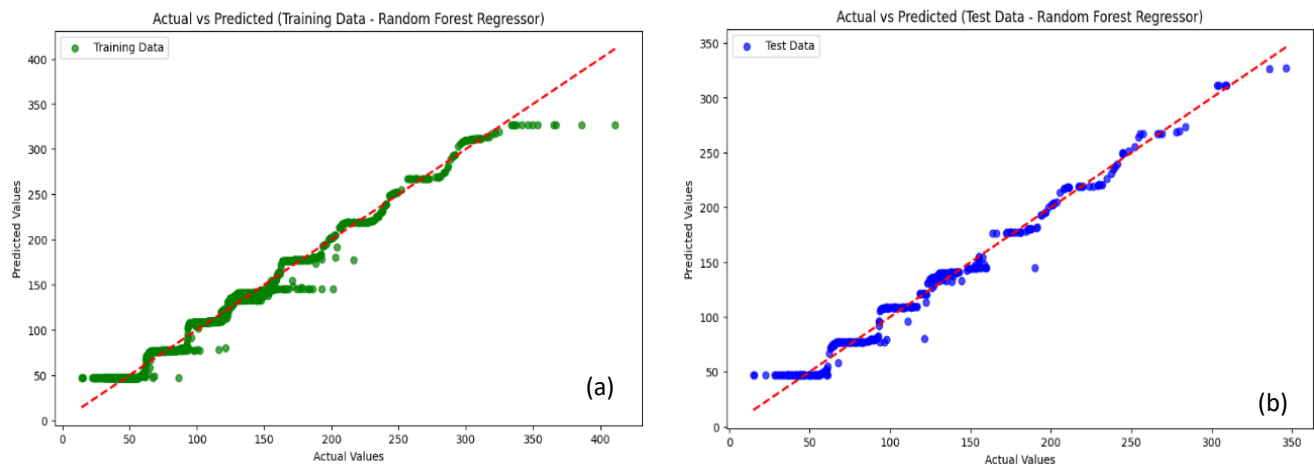 Actual vs Predicted (Training Data - Random Forest Regressor)
Training Data
400
350
300
250
200
150
100
50
0
Predicted Values
0 50 100 150 200 250 300 350 400
Actual Values
(a)
Actual vs Predicted (Test Data - Random Forest Regressor)
Test Data
350
300
250
200
150
100
50
0
Predicted Values
0 50 100 150 200 250 300 350
Actual Values
(b)